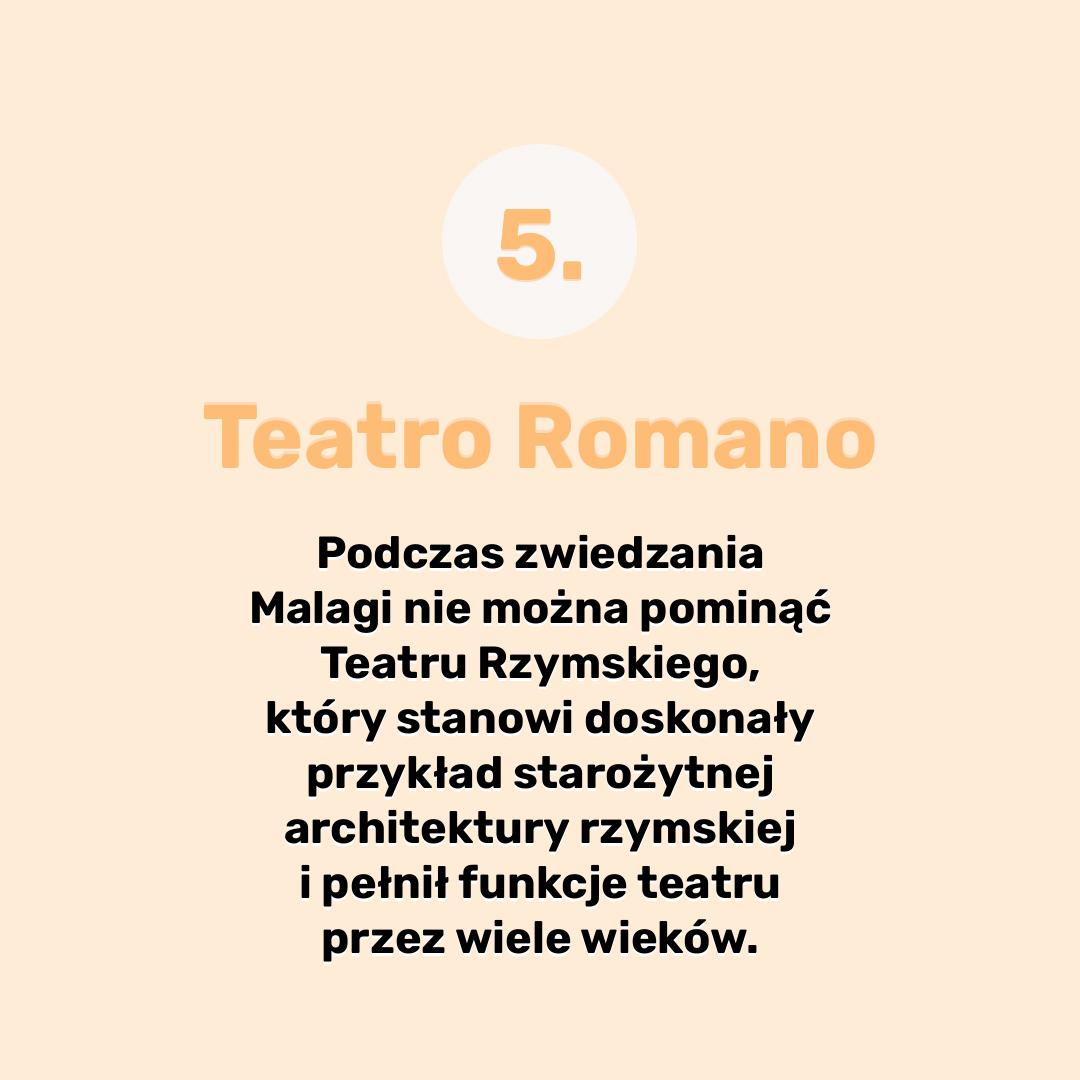 5.
Teatro Romano
Podczas zwiedzania
Malagi nie można pominąć
Teatru Rzymskiego,
który stanowi doskonały
przykład starożytnej
architektury rzymskiej
i pełnił funkcje teatru
przez wiele wieków.